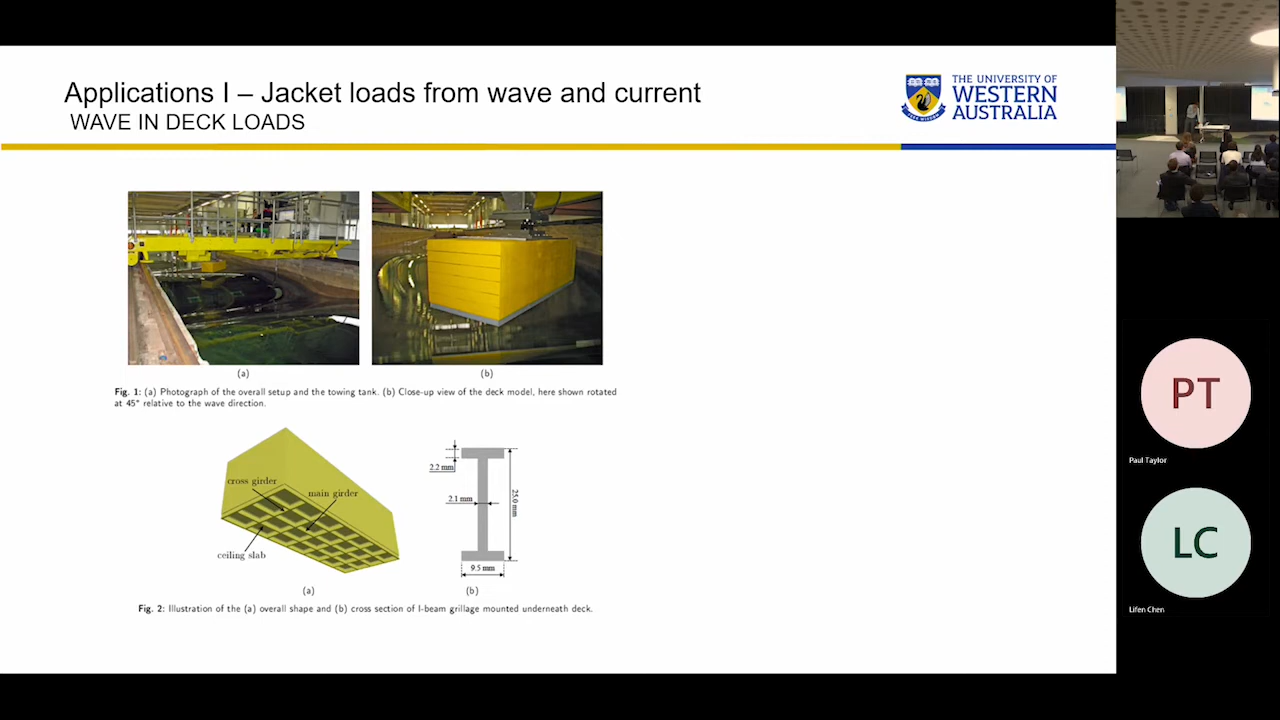 Applications I – Jacket loads from wave and current
WAVE IN DECK LOADS
THE UNIVERSITY OF
WESTERN
AUSTRALIA
(a)
(b)
Fig. 1: (a) Photograph of the overall setup and the towing tank. (b) Close-up view of the deck model, here shown rotated
at 45° relative to the wave direction.
cross girder
main girder
ceiling slab
2.2 mm
2.1 mm
25.0 mm
9.5 mm
(a)
(b)
Fig. 2: Illustration of the (a) overall shape and (b) cross section of I-beam grillage mounted underneath deck.
PT
Paul Taylor
LC
Lifen Chen